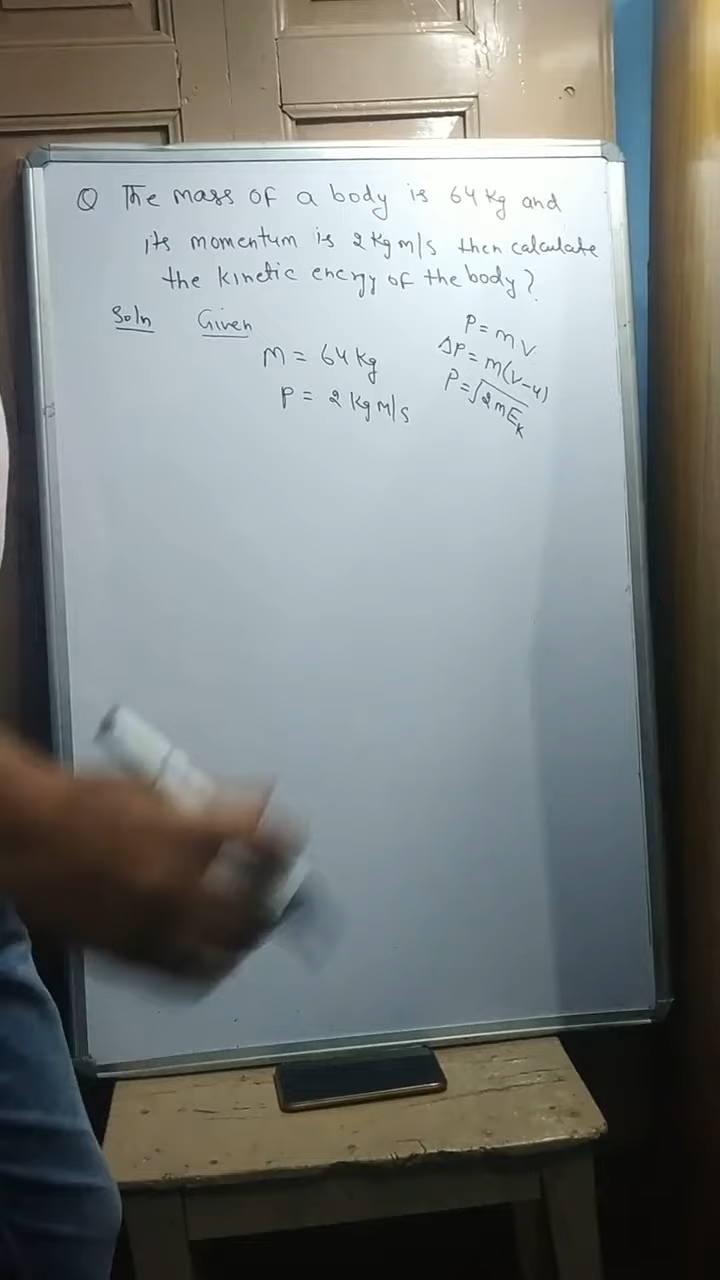 Q The mass of a body is 64 kg and
its momentum is 2 kg m/s then calculate
the kinetic energy of the body?
Soln Given
m = 64 kg
P = 2 kg m/s
P = mv
ΔP = m(v-u)
P = √2mEk